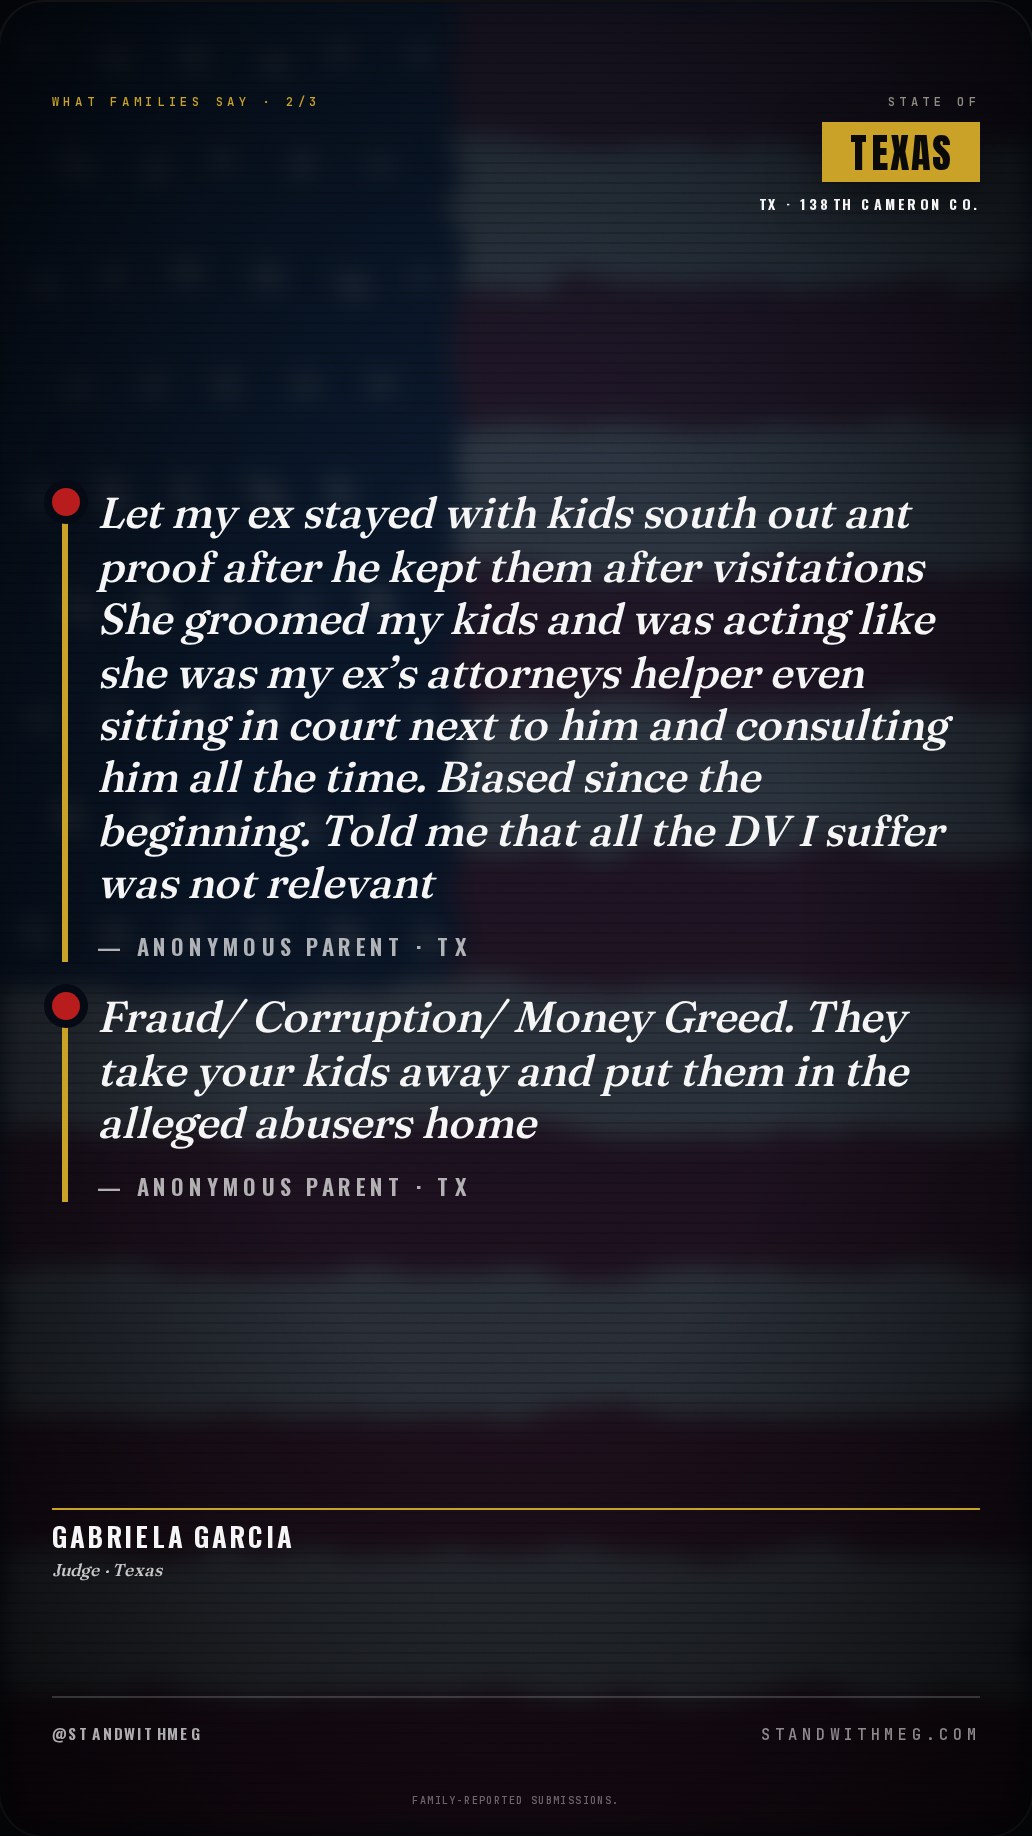 WHAT FAMILIES SAY · 2/3
STATE OF
TEXAS
TX · 138TH CAMERON CO.
Let my ex stayed with kids south out ant
proof after he kept them after visitations
She groomed my kids and was acting like
she was my ex’s attorneys helper even
sitting in court next to him and consulting
him all the time. Biased since the
beginning. Told me that all the DV I suffer
was not relevant
— ANONYMOUS PARENT · TX
Fraud/ Corruption/ Money Greed. They
take your kids away and put them in the
alleged abusers home
— ANONYMOUS PARENT · TX
GABRIELA GARCIA
Judge · Texas
@STANDWITHMEG
STANDWITHMEG.COM
FAMILY-REPORTED SUBMISSIONS.